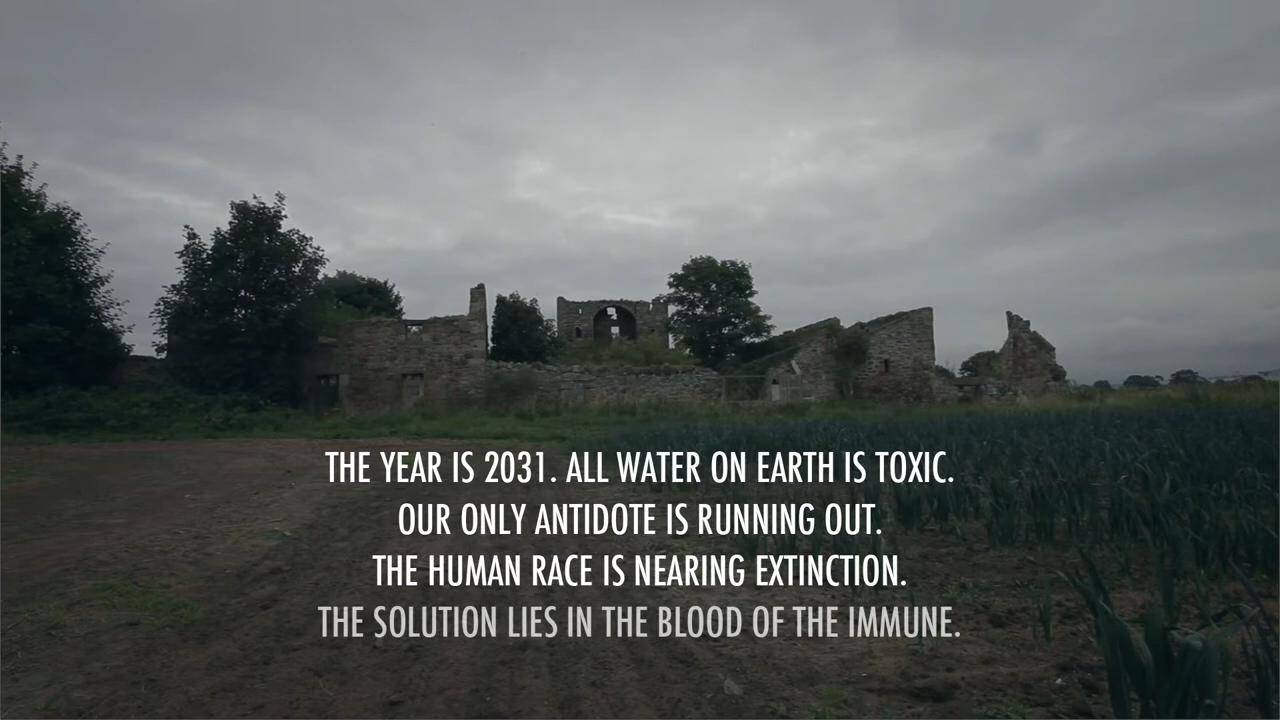 THE YEAR IS 2031. ALL WATER ON EARTH IS TOXIC.
OUR ONLY ANTIDOTE IS RUNNING OUT.
THE HUMAN RACE IS NEARING EXTINCTION.
THE SOLUTION LIES IN THE BLOOD OF THE IMMUNE.